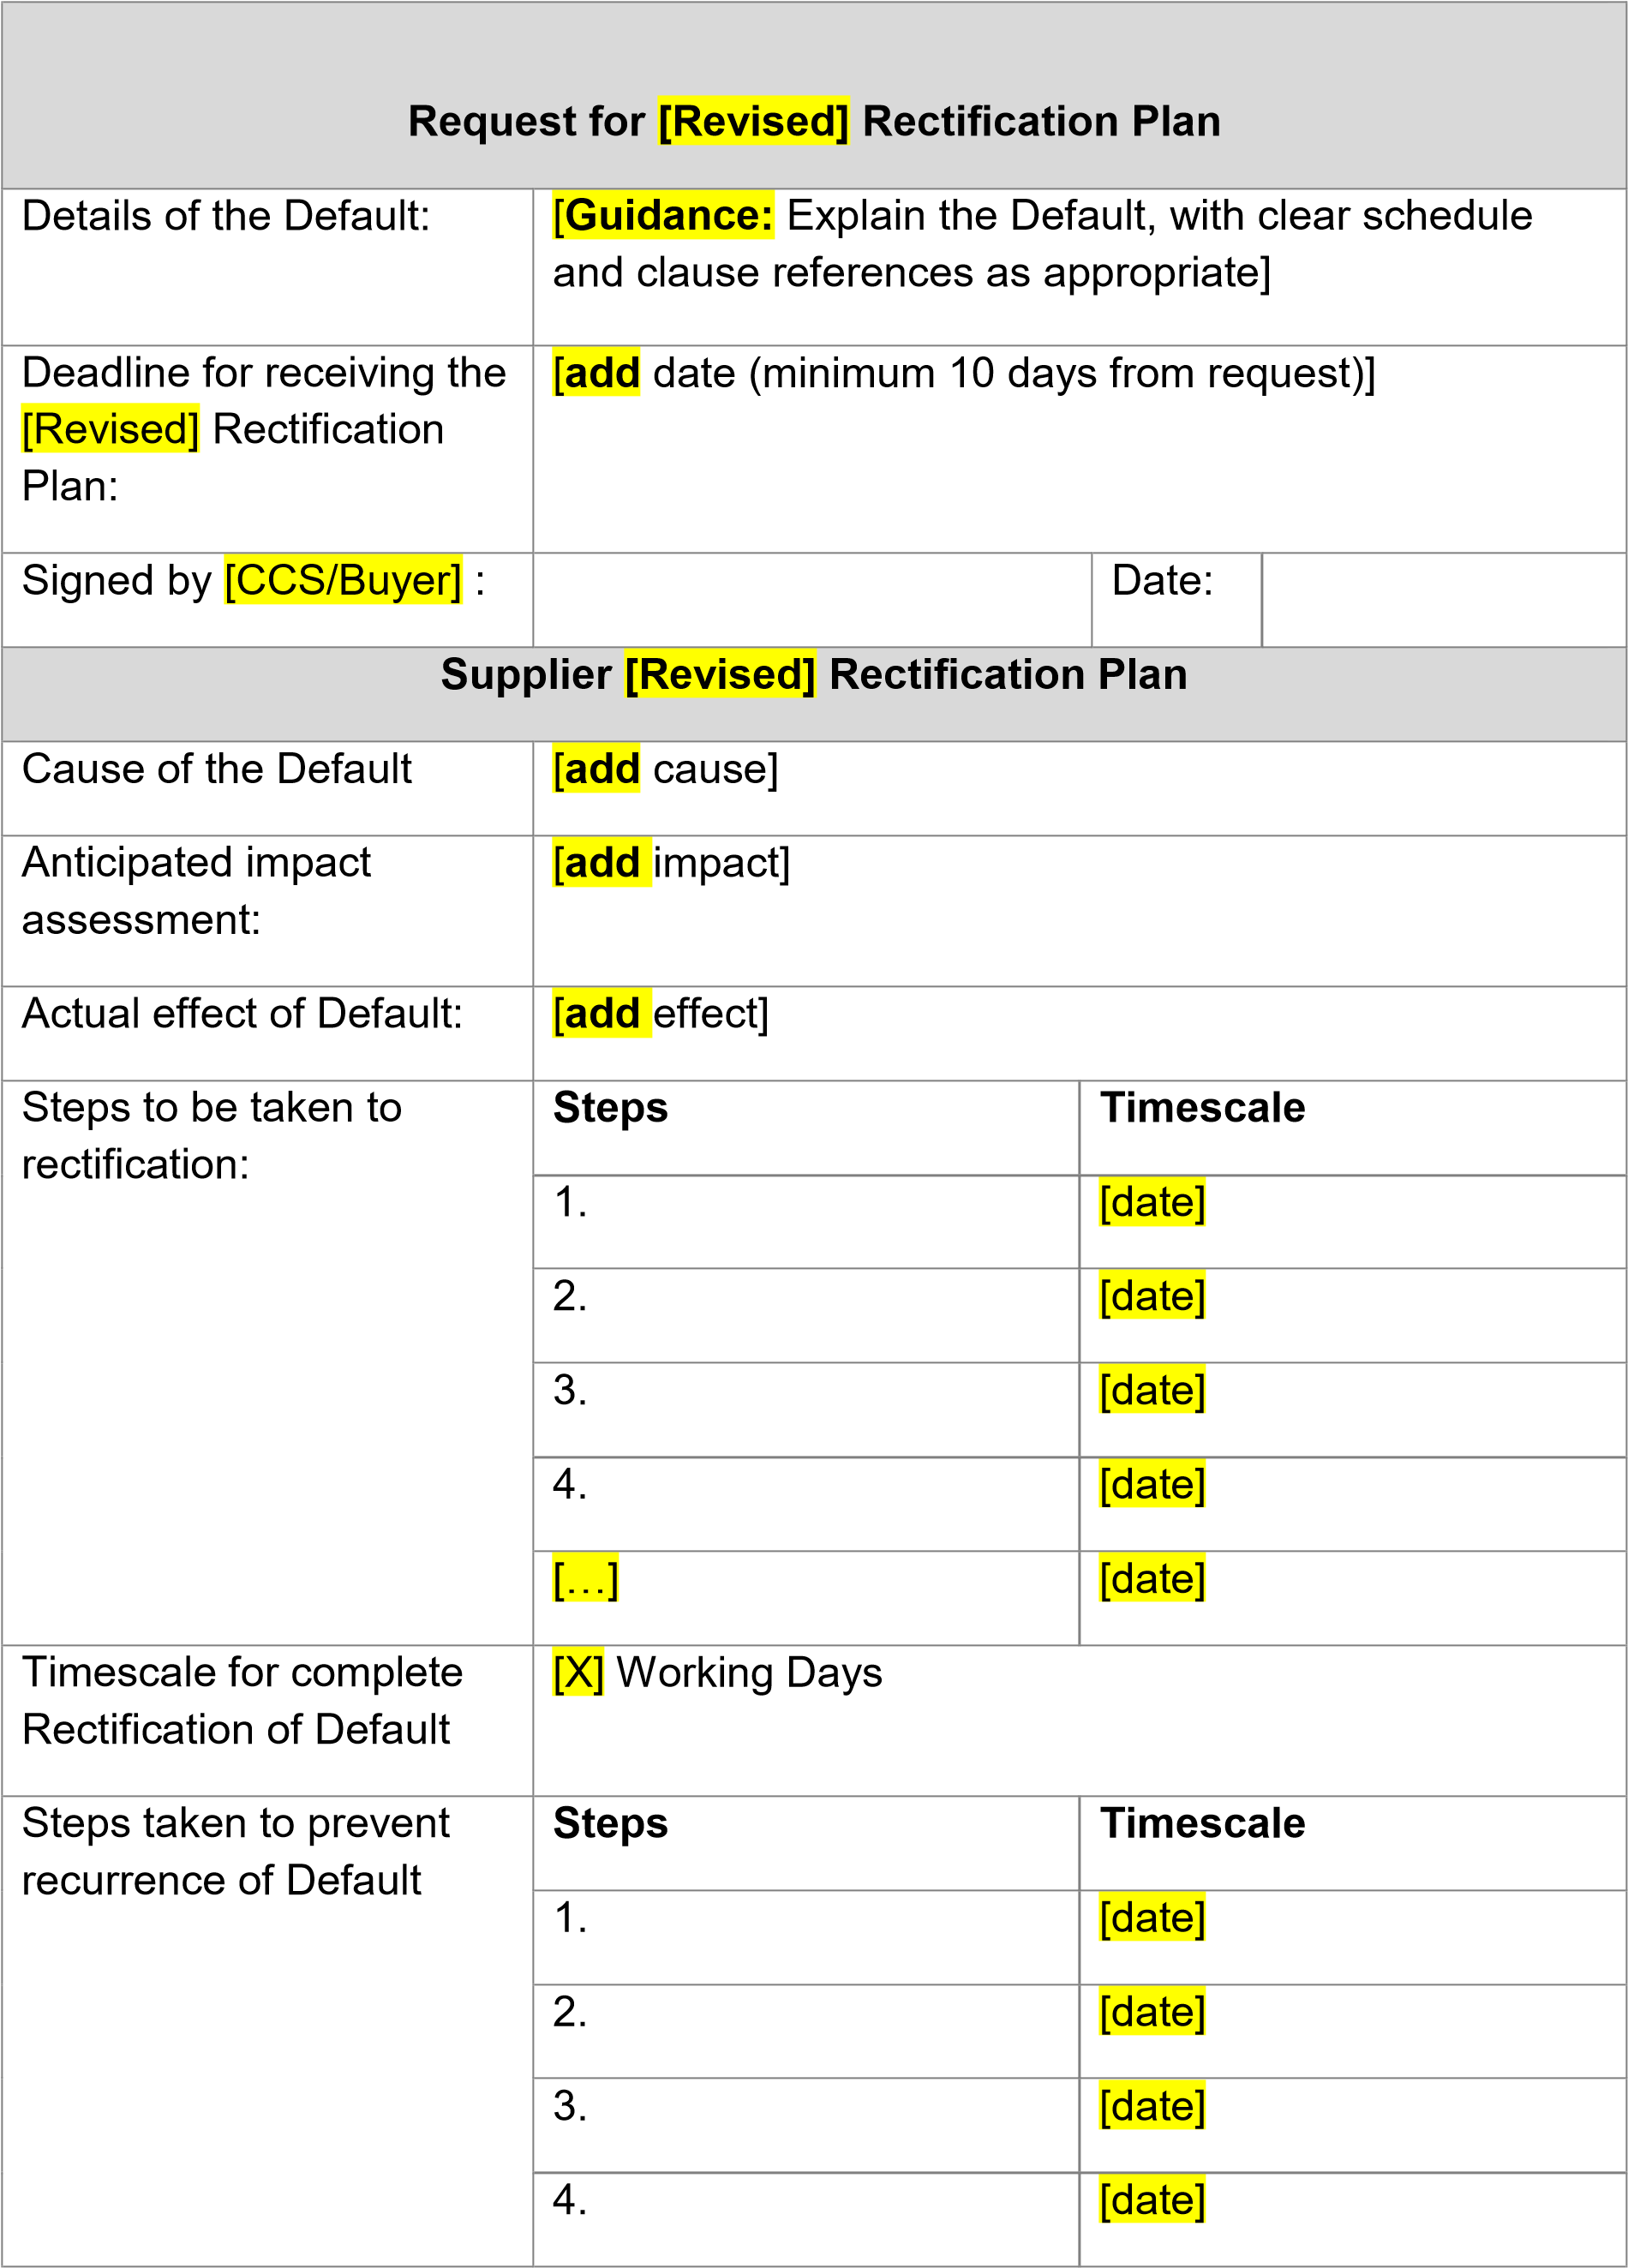 Request for [Revised] Rectification Plan
Details of the Default:
[Guidance: Explain the Default, with clear schedule
and clause references as appropriate]
Deadline for receiving the
[Revised] Rectification
Plan:
[add date (minimum 10 days from request)]
Signed by [CCS/Buyer] :
Date:
Supplier [Revised] Rectification Plan
Cause of the Default
[add cause]
Anticipated impact
assessment:
[add impact]
Actual effect of Default:
[add effect]
Steps to be taken to
rectification:
Steps
Timescale
1.
[date]
2.
[date]
3.
[date]
4.
[date]
[…]
[date]
Timescale for complete
Rectification of Default
[X] Working Days
Steps taken to prevent
recurrence of Default
Steps
Timescale
1.
[date]
2.
[date]
3.
[date]
4.
[date]